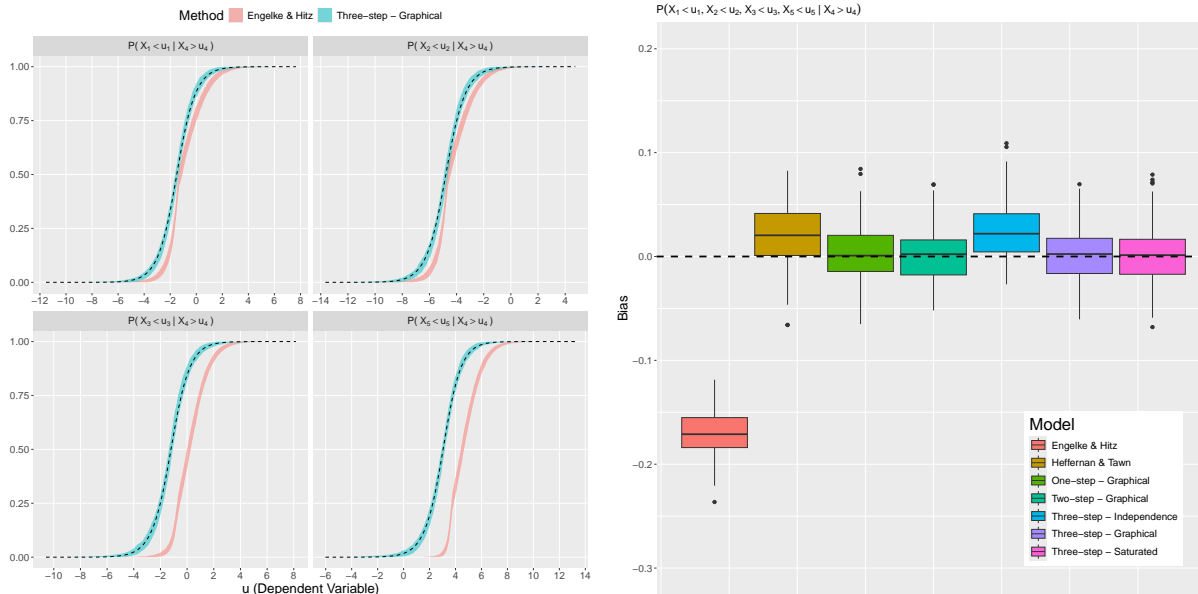 Method Engelke & Hitz Three−step − Graphical
P( X1 < u1 | X4 > u4 )
P( X2 < u2 | X4 > u4 )
1.00
0.75
0.50
0.25
0.00
−12 −10 −8 −6 −4 −2 0 2 4 6 8
−14 −12 −10 −8 −6 −4 −2 0 2 4
P( X3 < u3 | X4 > u4 )
P( X5 < u5 | X4 > u4 )
1.00
0.75
0.50
0.25
0.00
−10 −8 −6 −4 −2 0 2 4 6 8
−6 −4 −2 0 2 4 6 8 10 12 14
u (Dependent Variable)
P(X1 < u1, X2 < u2, X3 < u3, X5 < u5 | X4 > u4)
0.2
0.1
0.0
−0.1
−0.2
−0.3
Bias
Model
Engelke & Hitz
Heffernan & Tawn
One−step − Graphical
Two−step − Graphical
Three−step − Independence
Three−step − Graphical
Three−step − Saturated